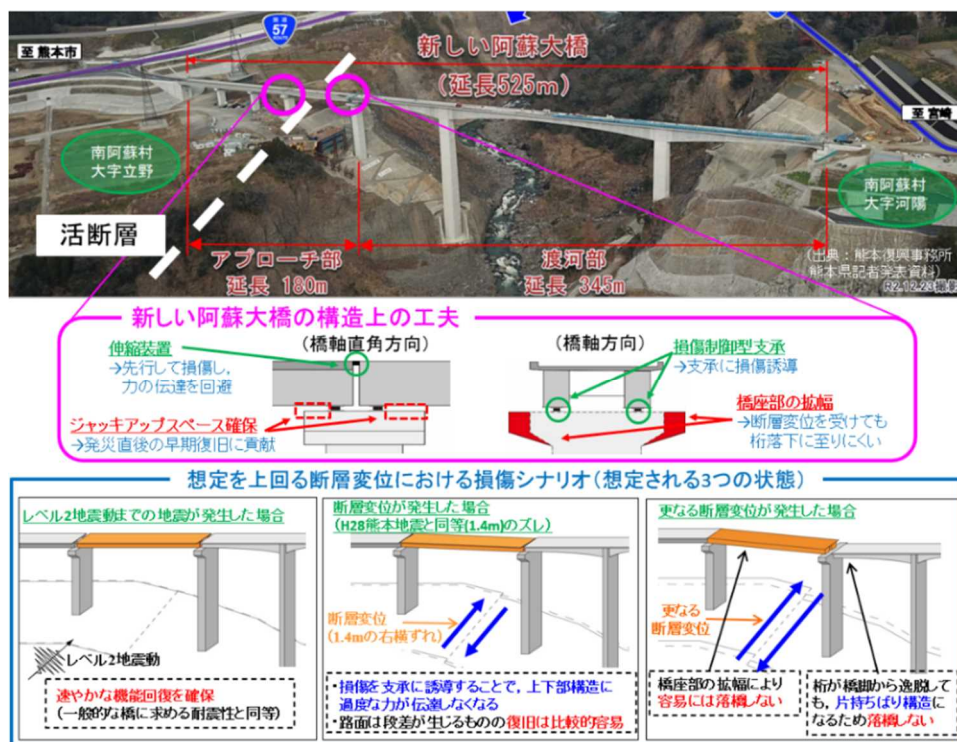 国道
57
ROUTE
至 熊本市
新しい阿蘇大橋
(延長525m)
至 宮崎
南阿蘇村
大字立野
南阿蘇村
大字河陽
活断層
アプローチ部
延長 180m
渡河部
延長 345m
(出典:熊本復興事務所
熊本県記者発表資料)
R2.12.23撮影
新しい阿蘇大橋の構造上の工夫
伸縮装置
→先行して損傷し,
力の伝達を回避
(橋軸直角方向)
(橋軸方向)
損傷制御型支承
→支承に損傷誘導
ジャッキアップスペース確保
→発災直後の早期復旧に貢献
橋座部の拡幅
→断層変位を受けても
桁落下に至りにくい
想定を上回る断層変位における損傷シナリオ(想定される3つの状態)
レベル2地震動までの地震が発生した場合
レベル2地震動
速やかな機能回復を確保
(一般的な橋に求める耐震性と同等)
断層変位が発生した場合
(H28熊本地震と同等(1.4m)のズレ)
断層変位
(1.4mの右横ずれ)
・損傷を支承に誘導することで,上下部構造に
過度な力が伝達しなくなる
・路面は段差が生じるものの復旧は比較的容易
更なる断層変位が発生した場合
更なる
断層変位
橋座部の拡幅により
容易には落橋しない
桁が橋脚から逸脱して
も,片持ちばり構造に
なるため落橋しない